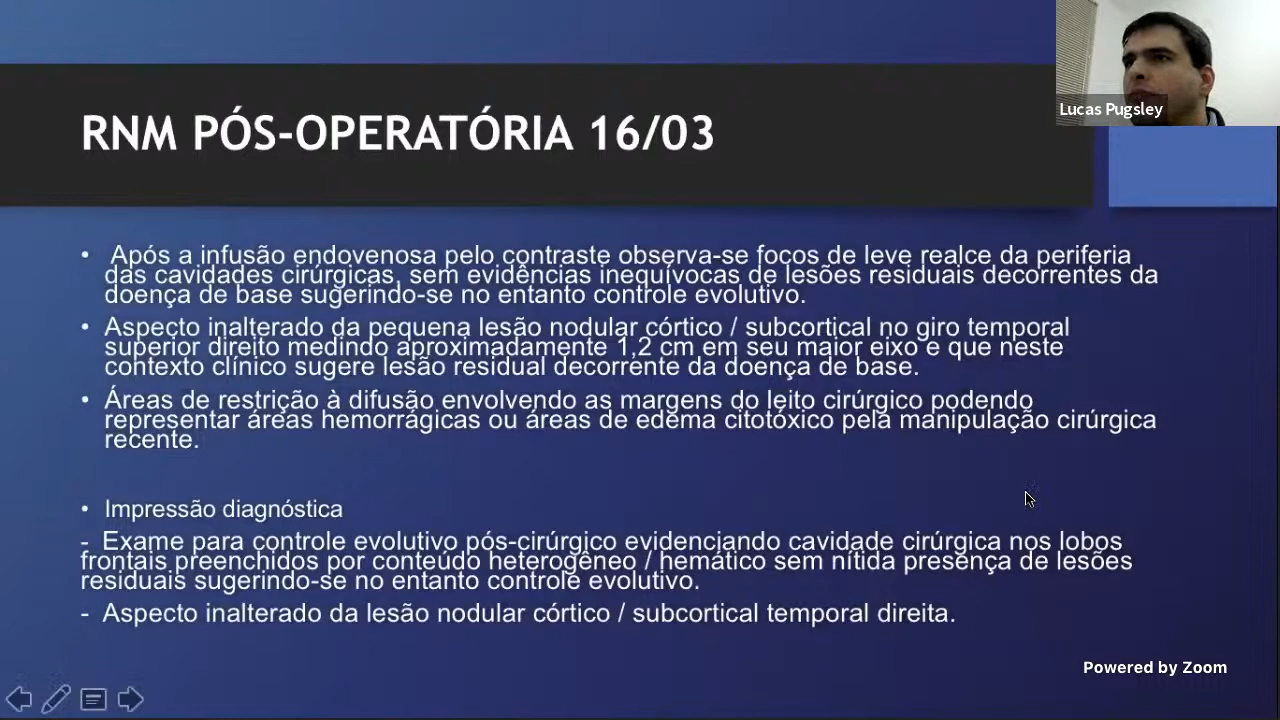 Lucas Pugsley
RNM PÓS-OPERATÓRIA 16/03
• Após a infusão endovenosa pelo contraste observa-se focos de leve realce da periferia
das cavidades cirúrgicas, sem evidências inequívocas de lesões residuais decorrentes da
doença de base sugerindo-se no entanto controle evolutivo.
• Aspecto inalterado da pequena lesão nodular córtico / subcortical no giro temporal
superior direito medindo aproximadamente 1,2 cm em seu maior eixo e que neste
contexto clínico sugere lesão residual decorrente da doença de base.
• Áreas de restrição à difusão envolvendo as margens do leito cirúrgico podendo
representar áreas hemorrágicas ou áreas de edema citotóxico pela manipulação cirúrgica
recente.
• Impressão diagnóstica
- Exame para controle evolutivo pós-cirúrgico evidenciando cavidade cirúrgica nos lobos
frontais preenchidos por conteúdo heterogêneo / hemático sem nítida presença de lesões
residuais sugerindo-se no entanto controle evolutivo.
- Aspecto inalterado da lesão nodular córtico / subcortical temporal direita.
Powered by Zoom